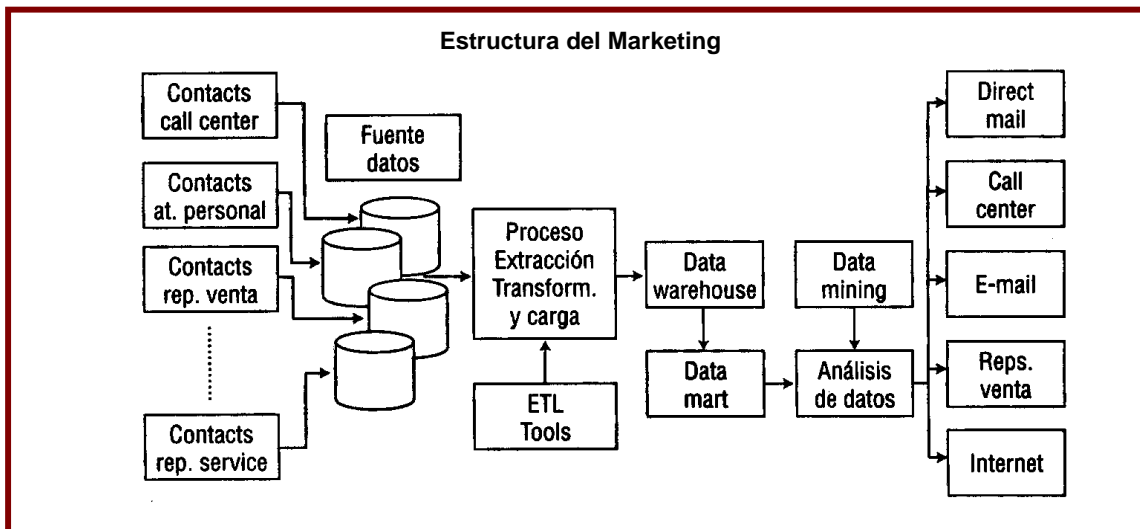 Estructura del Marketing
Contacts
call center
Fuente
datos
Contacts
at. personal
Contacts
rep. venta
Contacts
rep. service
Proceso
Extracción
Transform.
y carga
ETL
Tools
Data
warehouse
Data
mining
Data
mart
Análisis
de datos
Direct
mail
Call
center
E-mail
Reps.
venta
Internet